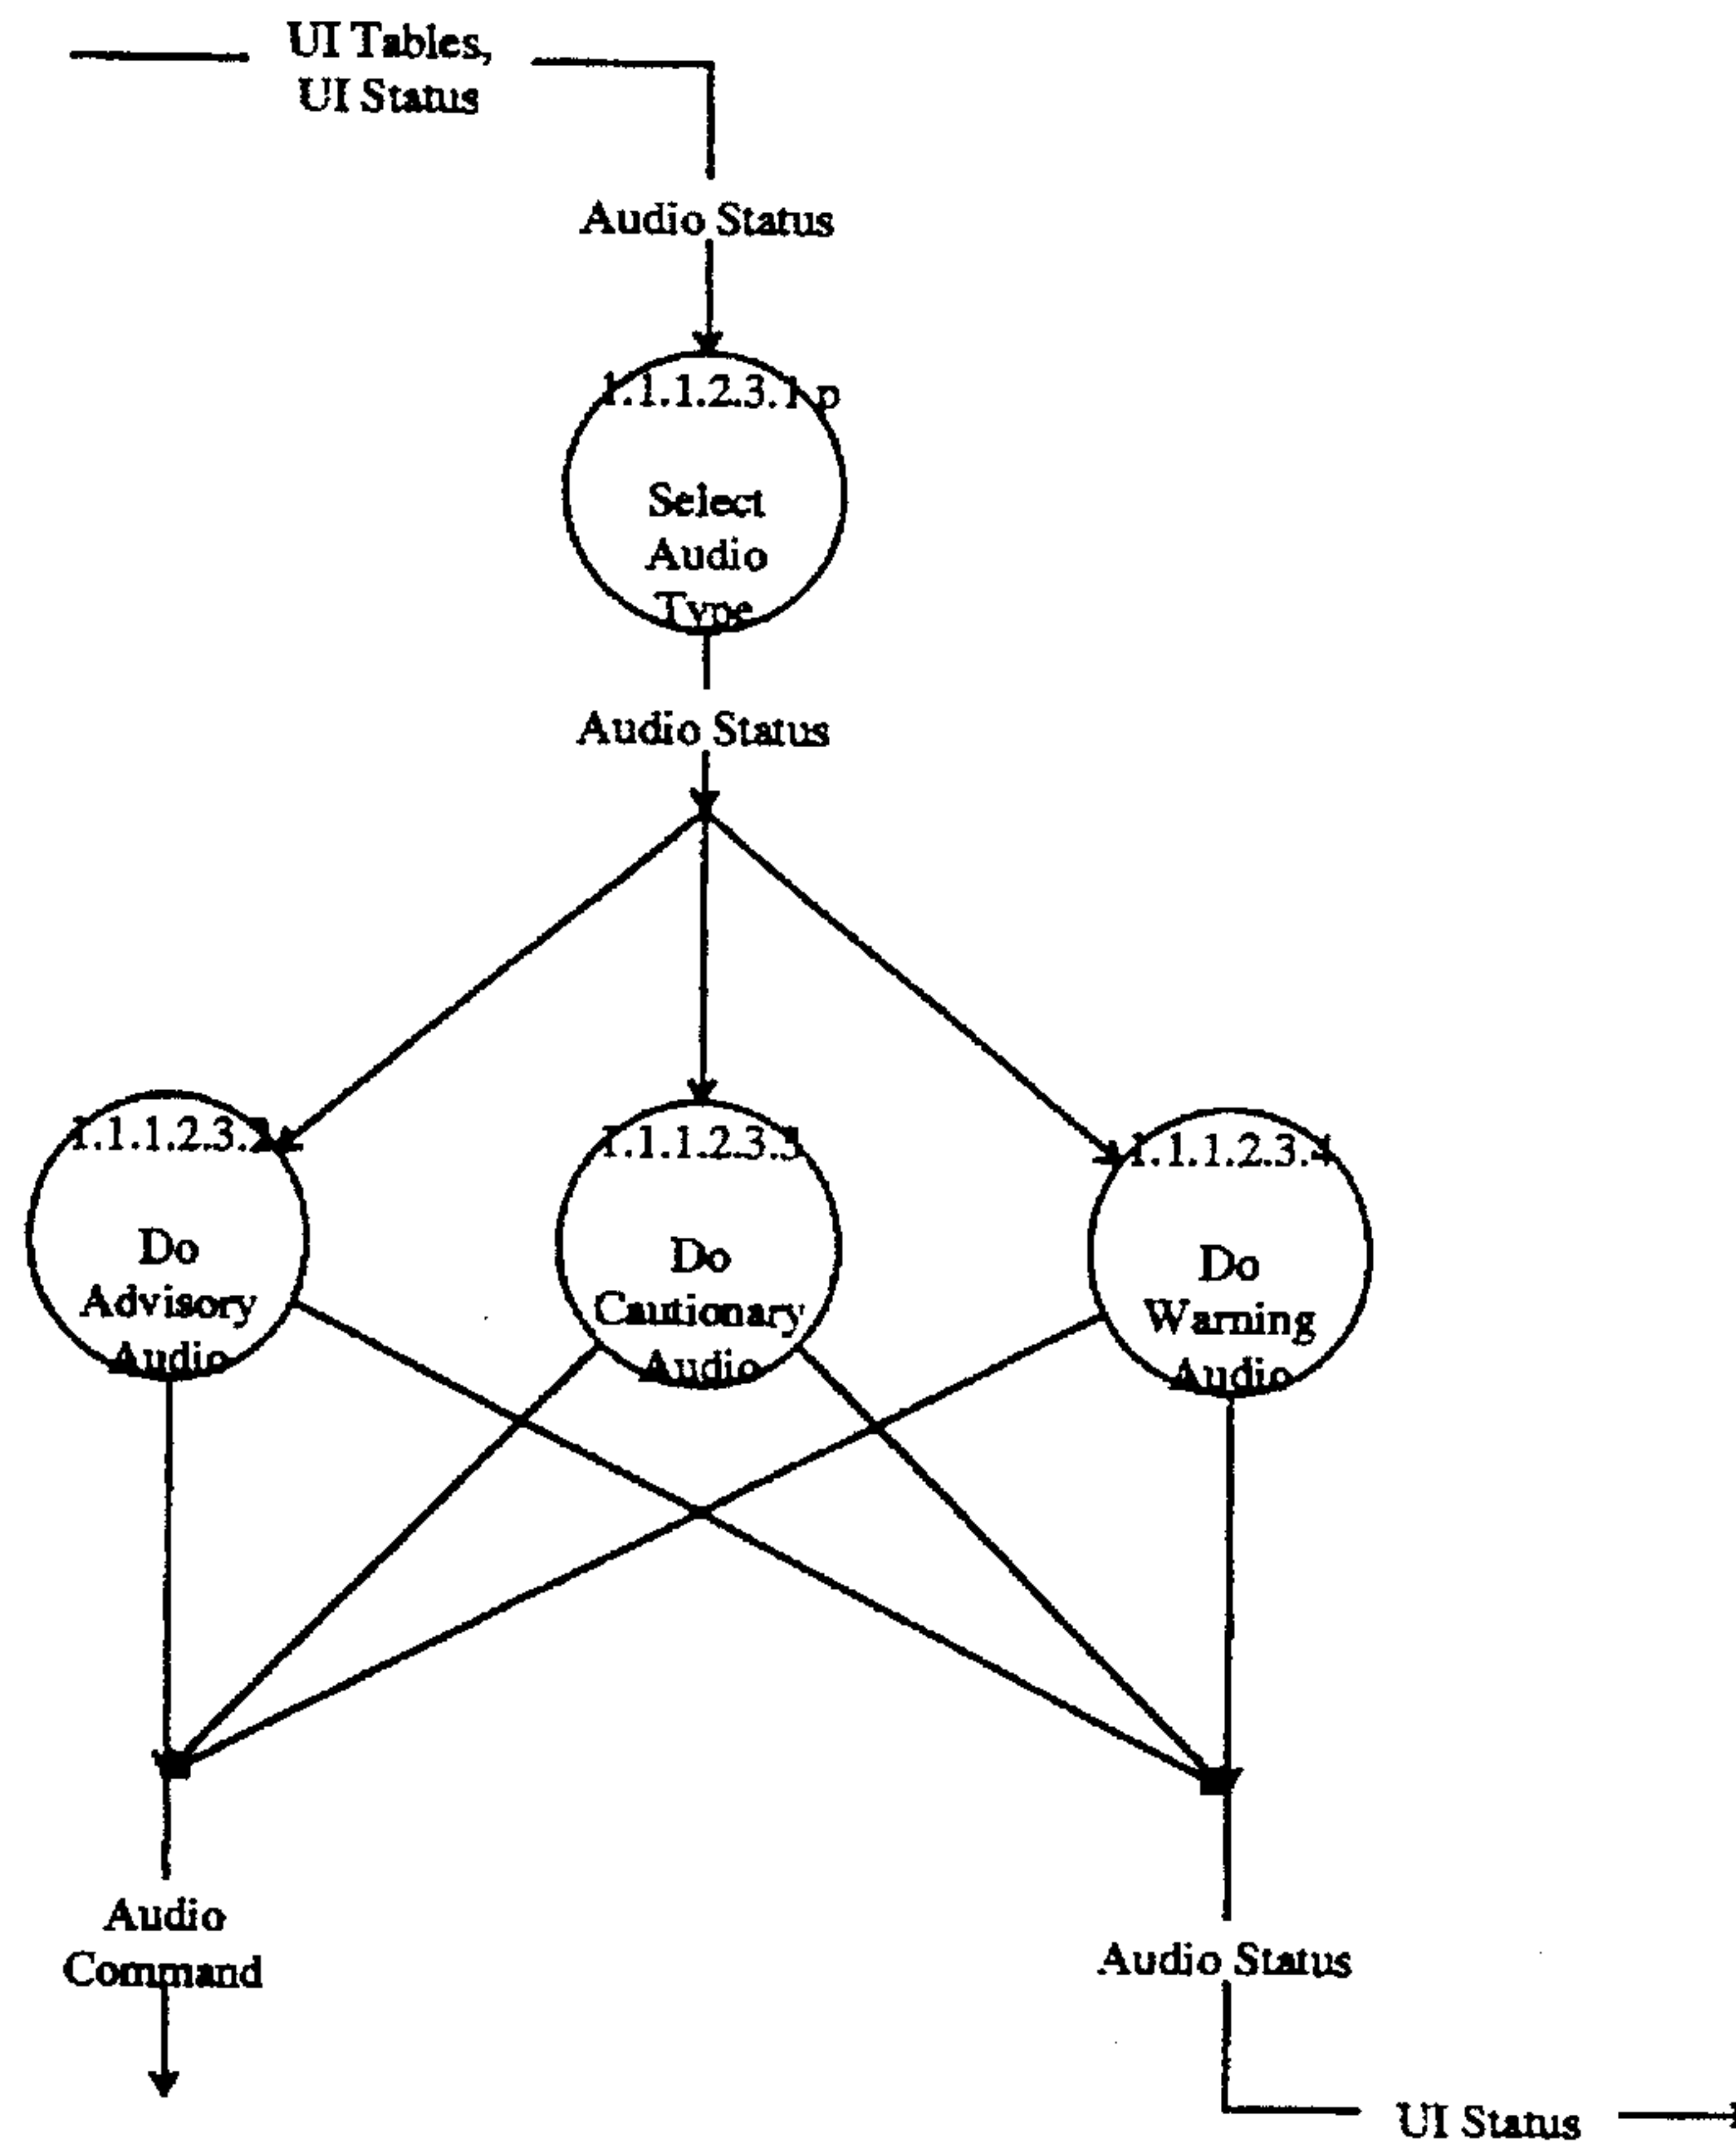 UI Tables,
UI Status
Audio Status
1.1.1.2.3.1 p
Select
Audio
Type
Audio Status
1.1.1.2.3.2
Do
Advisory
Audio
1.1.1.2.3.3
Do
Cautionary
Audio
1.1.1.2.3.4
Do
Warning
Audio
Audio
Command
Audio Status
UI Status